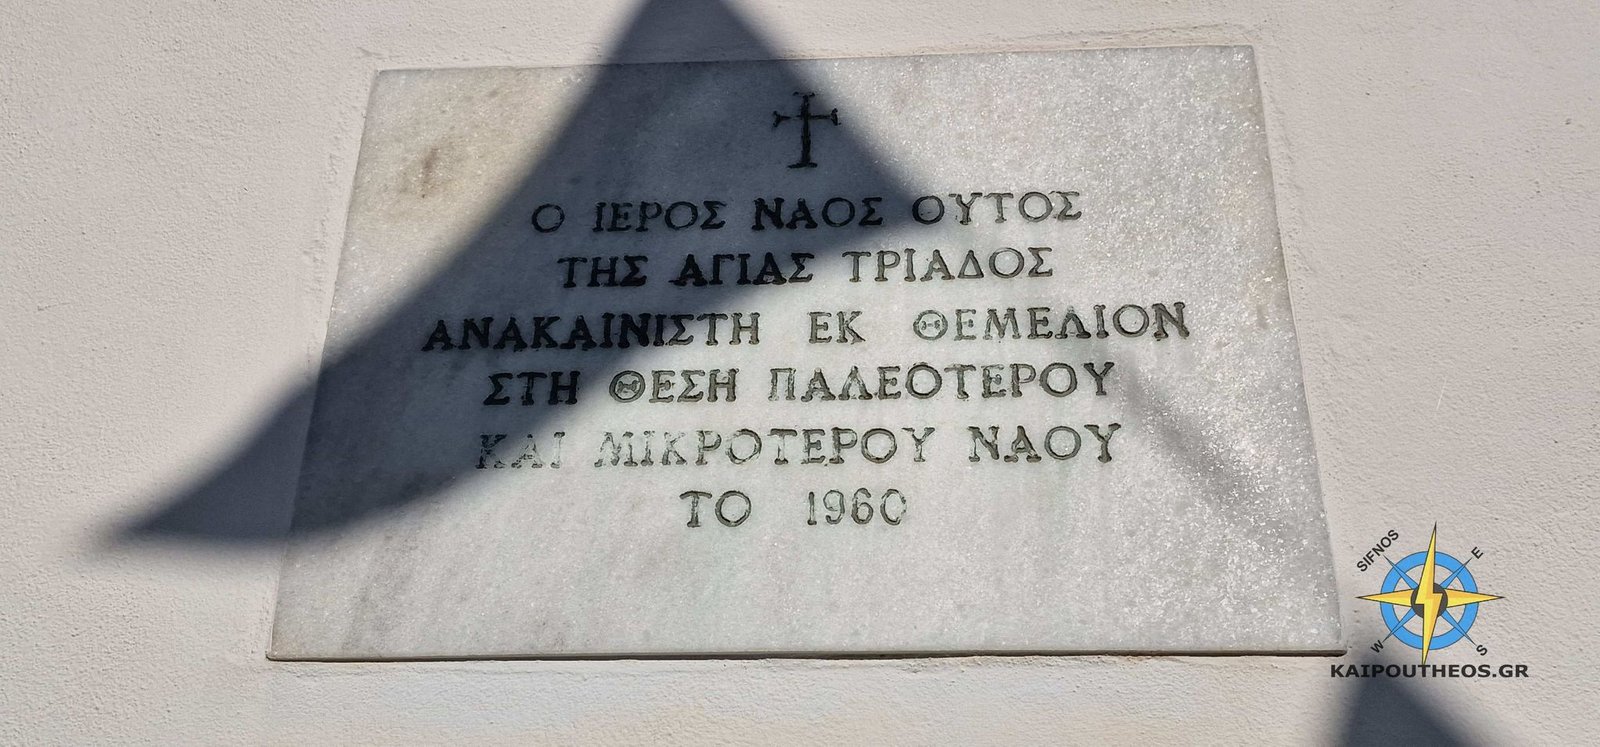 Ο ΙΕΡΟΣ ΝΑΟΣ ΟΥΤΟΣ
ΤΗΣ ΑΓΙΑΣ ΤΡΙΑΔΟΣ
ΑΝΑΚΑΙΝΙΣΤΗ ΕΚ ΘΕΜΕΛΙΟΝ
ΣΤΗ ΘΕΣΗ ΠΑΛΕΟΤΕΡΟΥ
ΚΑΙ ΜΙΚΡΟΤΕΡΟΥ ΝΑΟΥ
ΤΟ 1960
SIFNOS
E
W
S
KAIPOUTHEOS.GR